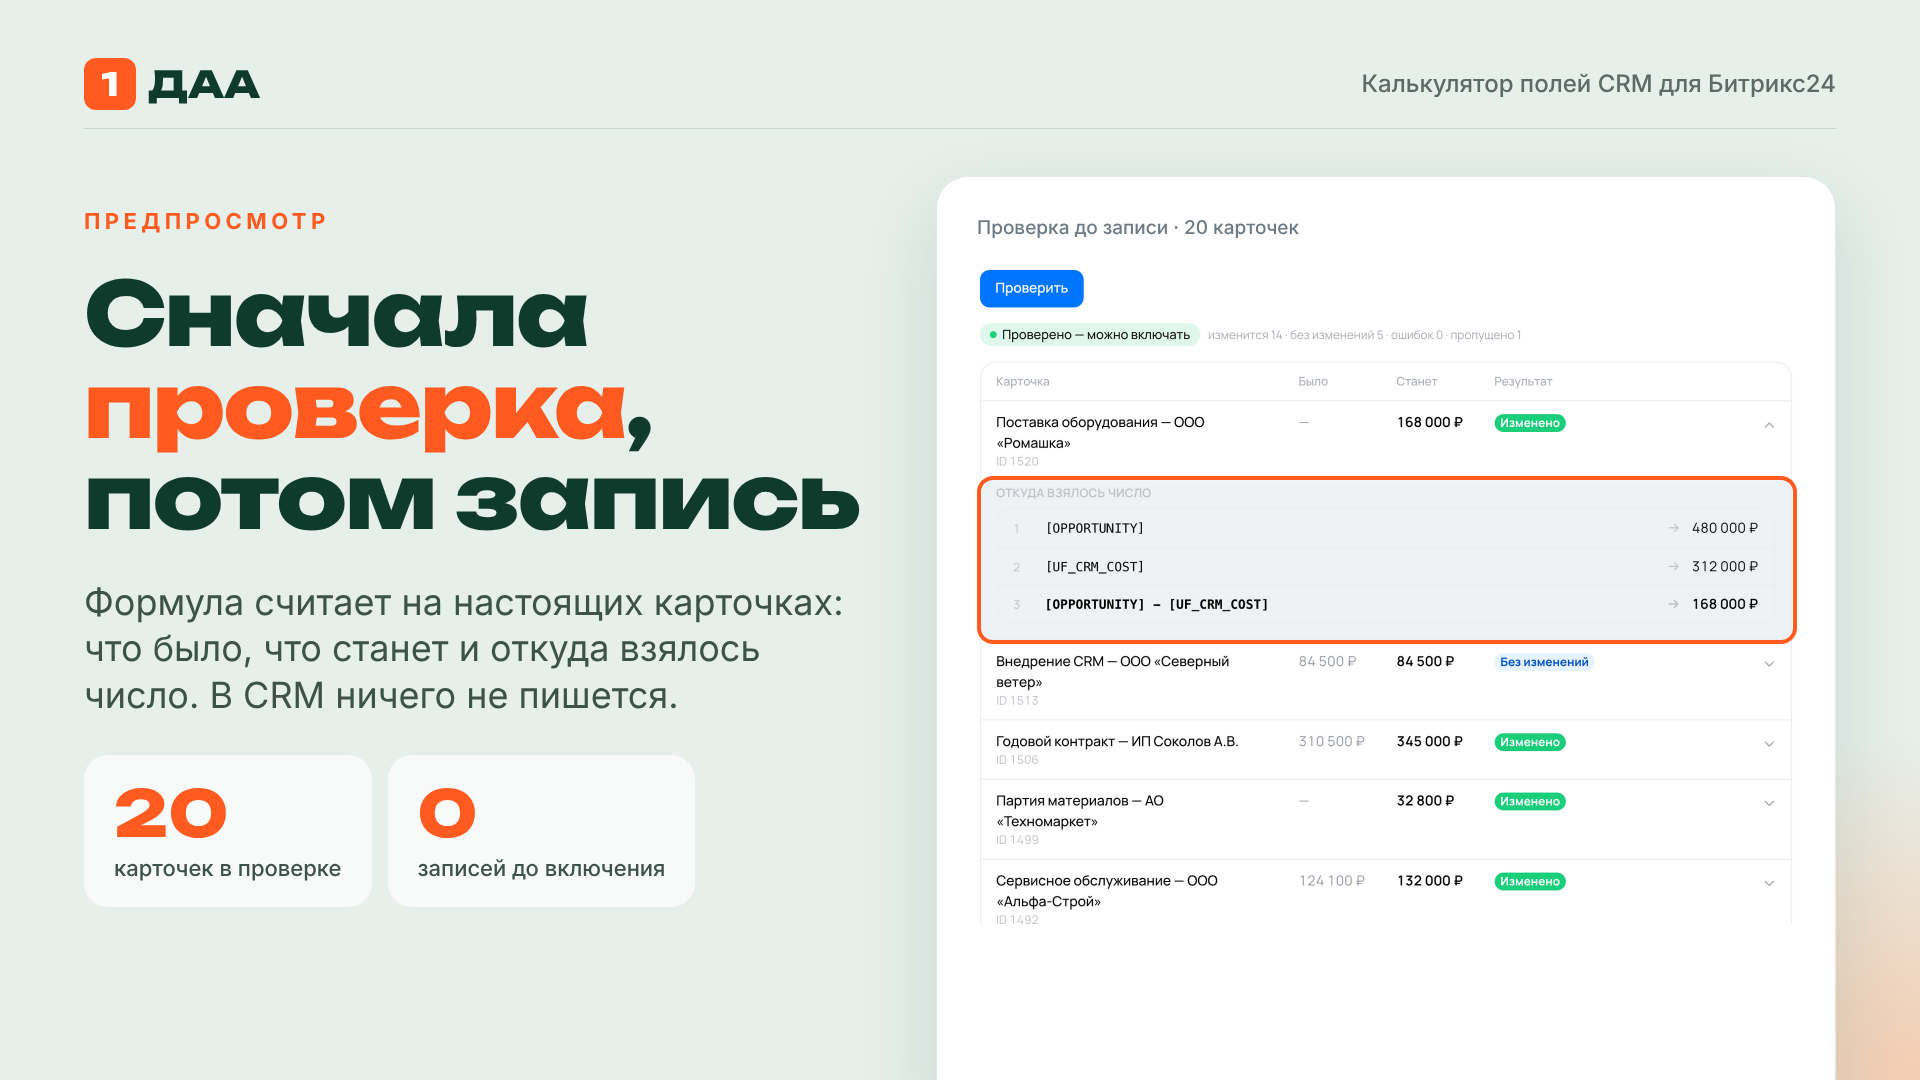 1 ДАА
Калькулятор полей CRM для Битрикс24
ПРЕДПРОСМОТР
Сначала
проверка,
потом запись
Формула считает на настоящих карточках:
что было, что станет и откуда взялось
число. В CRM ничего не пишется.
20
карточек в проверке
0
записей до включения
Проверка до записи · 20 карточек
Проверить
Проверено — можно включать
изменится 14 · без изменений 5 · ошибок 0 · пропущено 1
Карточка Было Станет Результат
Поставка оборудования — ООО — 168 000 ₽ Изменено
«Ромашка»
ID 1520
ОТКУДА ВЗЯЛОСЬ ЧИСЛО
1 [OPPORTUNITY] → 480 000 ₽
2 [UF_CRM_COST] → 312 000 ₽
3 [OPPORTUNITY] − [UF_CRM_COST] → 168 000 ₽
Внедрение CRM — ООО «Северный 84 500 ₽ 84 500 ₽ Без изменений
ветер»
ID 1513
Годовой контракт — ИП Соколов А.В. 310 500 ₽ 345 000 ₽ Изменено
ID 1506
Партия материалов — АО — 32 800 ₽ Изменено
«Техномаркет»
ID 1499
Сервисное обслуживание — ООО 124 100 ₽ 132 000 ₽ Изменено
«Альфа-Строй»
ID 1492